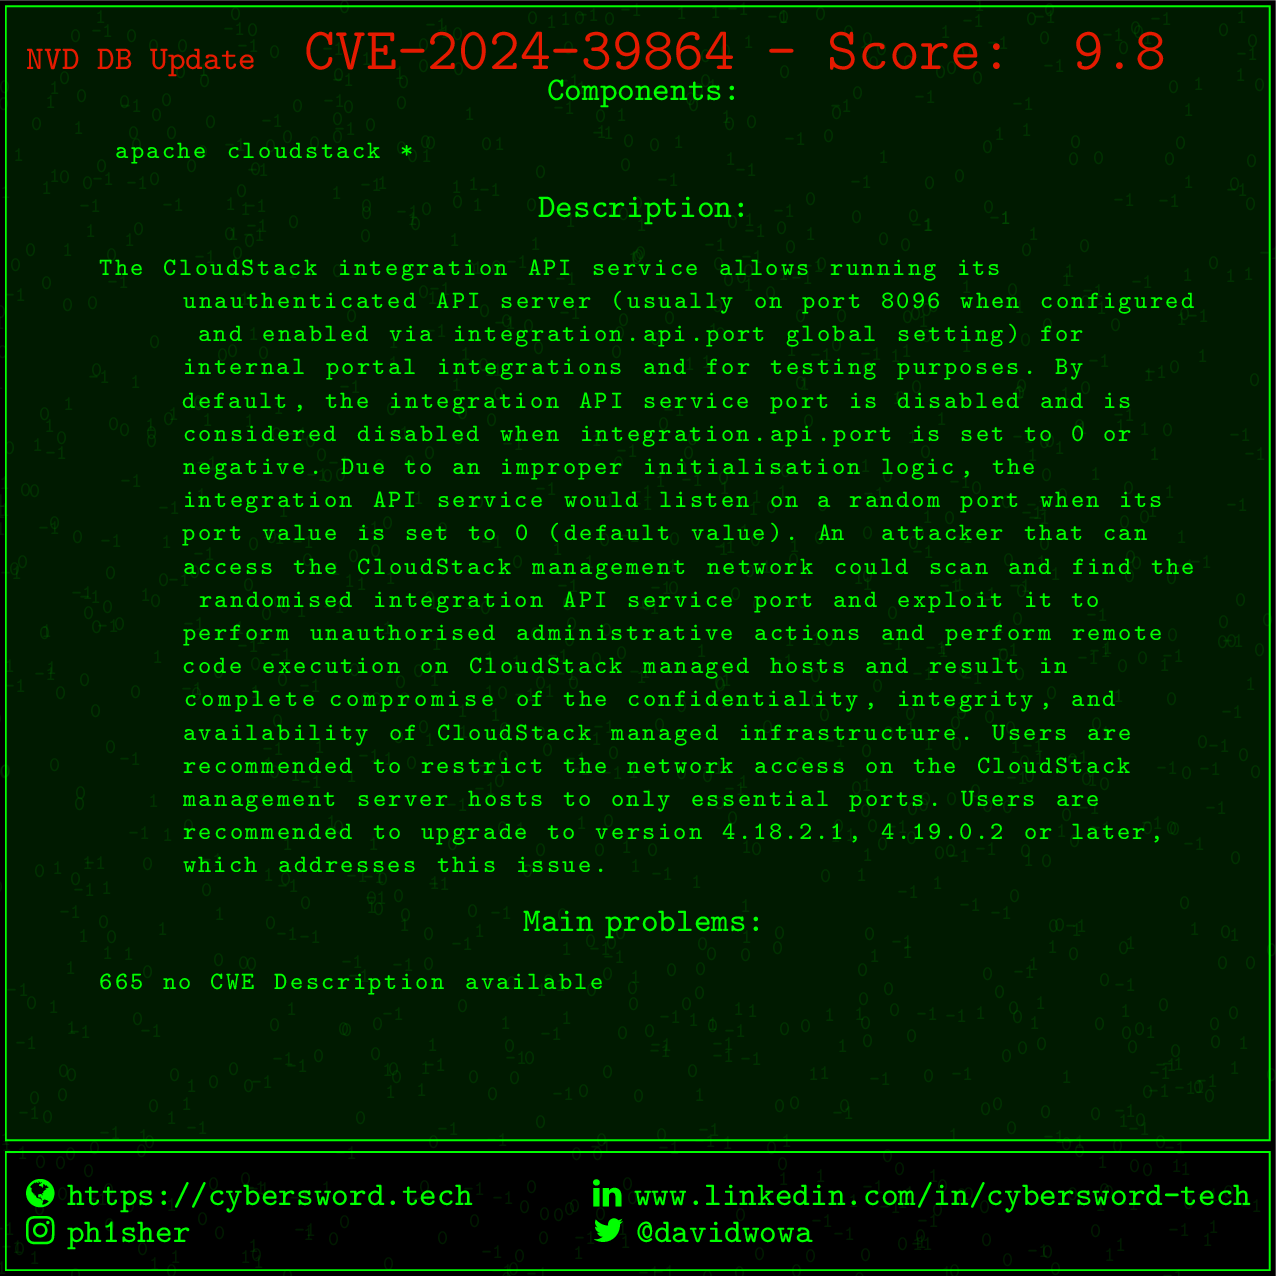 NVD DB Update CVE-2024-39864 - Score: 9.8
Components:
apache cloudstack *
Description:
The CloudStack integration API service allows running its
unauthenticated API server (usually on port 8096 when configured
and enabled via integration.api.port global setting) for
internal portal integrations and for testing purposes. By
default, the integration API service port is disabled and is
considered disabled when integration.api.port is set to 0 or
negative. Due to an improper initialisation logic, the
integration API service would listen on a random port when its
port value is set to 0 (default value). An attacker that can
access the CloudStack management network could scan and find the
randomised integration API service port and exploit it to
perform unauthorised administrative actions and perform remote
code execution on CloudStack managed hosts and result in
complete compromise of the confidentiality, integrity, and
availability of CloudStack managed infrastructure. Users are
recommended to restrict the network access on the CloudStack
management server hosts to only essential ports. Users are
recommended to upgrade to version 4.18.2.1, 4.19.0.2 or later,
which addresses this issue.
Main problems:
665 no CWE Description available
https://cybersword.tech
www.linkedin.com/in/cybersword-tech
ph1sher
@davidwowa